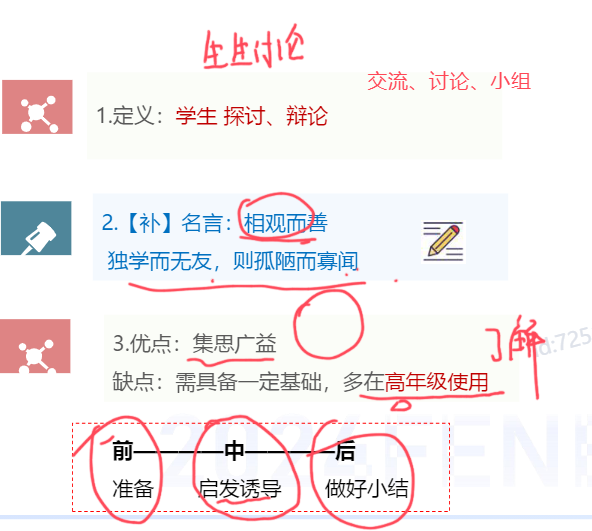 生生讨论
交流、讨论、小组
1.定义：学生 探讨、辩论
2.【补】名言：相观而善
独学而无友，则孤陋而寡闻
3.优点：集思广益
了解
id:725
缺点：需具备一定基础，多在高年级使用
前————中————后
准备 启发诱导 做好小结